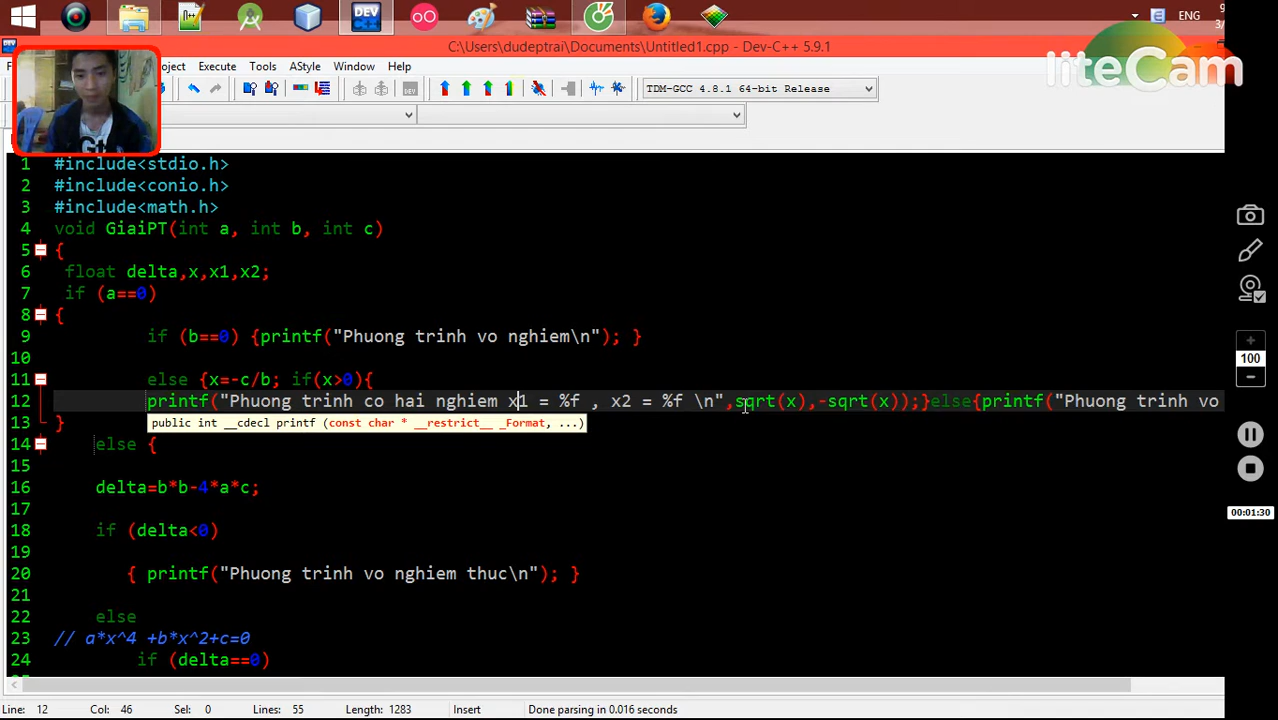 ENG
C:\Users\dudeptrai\Documents\Untitled1.cpp - Dev-C++ 5.9.1
liteCam
Execute Tools AStyle Window Help
TDM-GCC 4.8.1 64-bit Release
1 #include<stdio.h>
2 #include<conio.h>
3 #include<math.h>
4 void GiaiPT(int a, int b, int c)
5 {
6 float delta,x,x1,x2;
7 if (a==0)
8 {
9 if (b==0) {printf("Phuong trinh vo nghiem\n"); }
10
11 else {x=-c/b; if(x>0){
12 printf("Phuong trinh co hai nghiem x1 = %f , x2 = %f \n",sqrt(x),-sqrt(x));}else{printf("Phuong trinh vo
13 }
public int __cdecl printf (const char * __restrict__ _Format, ...)
14 else {
15
16 delta=b*b-4*a*c;
17
18 if (delta<0)
19
20 { printf("Phuong trinh vo nghiem thuc\n"); }
21
22 else
23 // a*x^4 +b*x^2+c=0
24 if (delta==0)
100
00:01:30
Line: 12 Col: 46 Sel: 0 Lines: 55 Length: 1283 Insert Done parsing in 0.016 seconds